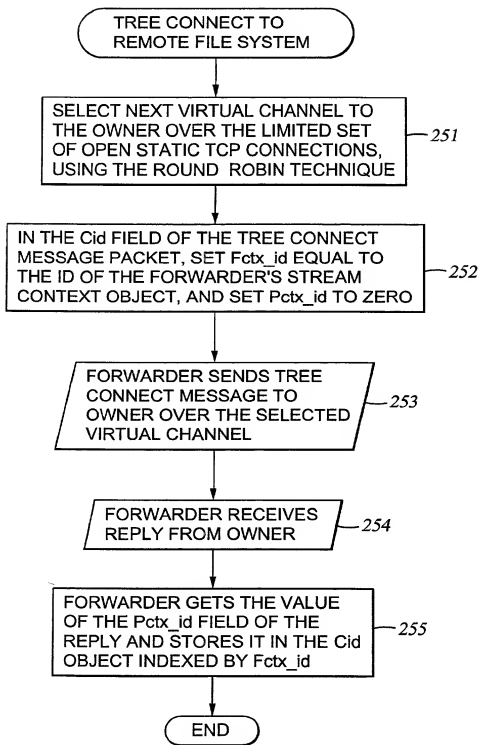 TREE CONNECT TO
REMOTE FILE SYSTEM
SELECT NEXT VIRTUAL CHANNEL TO
THE OWNER OVER THE LIMITED SET
OF OPEN STATIC TCP CONNECTIONS,
USING THE ROUND ROBIN TECHNIQUE
251
IN THE Cid FIELD OF THE TREE CONNECT
MESSAGE PACKET, SET Fctx_id EQUAL TO
THE ID OF THE FORWARDER'S STREAM
CONTEXT OBJECT, AND SET Pctx_id TO ZERO
252
FORWARDER SENDS TREE
CONNECT MESSAGE TO
OWNER OVER THE SELECTED
VIRTUAL CHANNEL
253
FORWARDER RECEIVES
REPLY FROM OWNER
254
FORWARDER GETS THE VALUE
OF THE Pctx_id FIELD OF THE
REPLY AND STORES IT IN THE Cid
OBJECT INDEXED BY Fctx_id
255
END